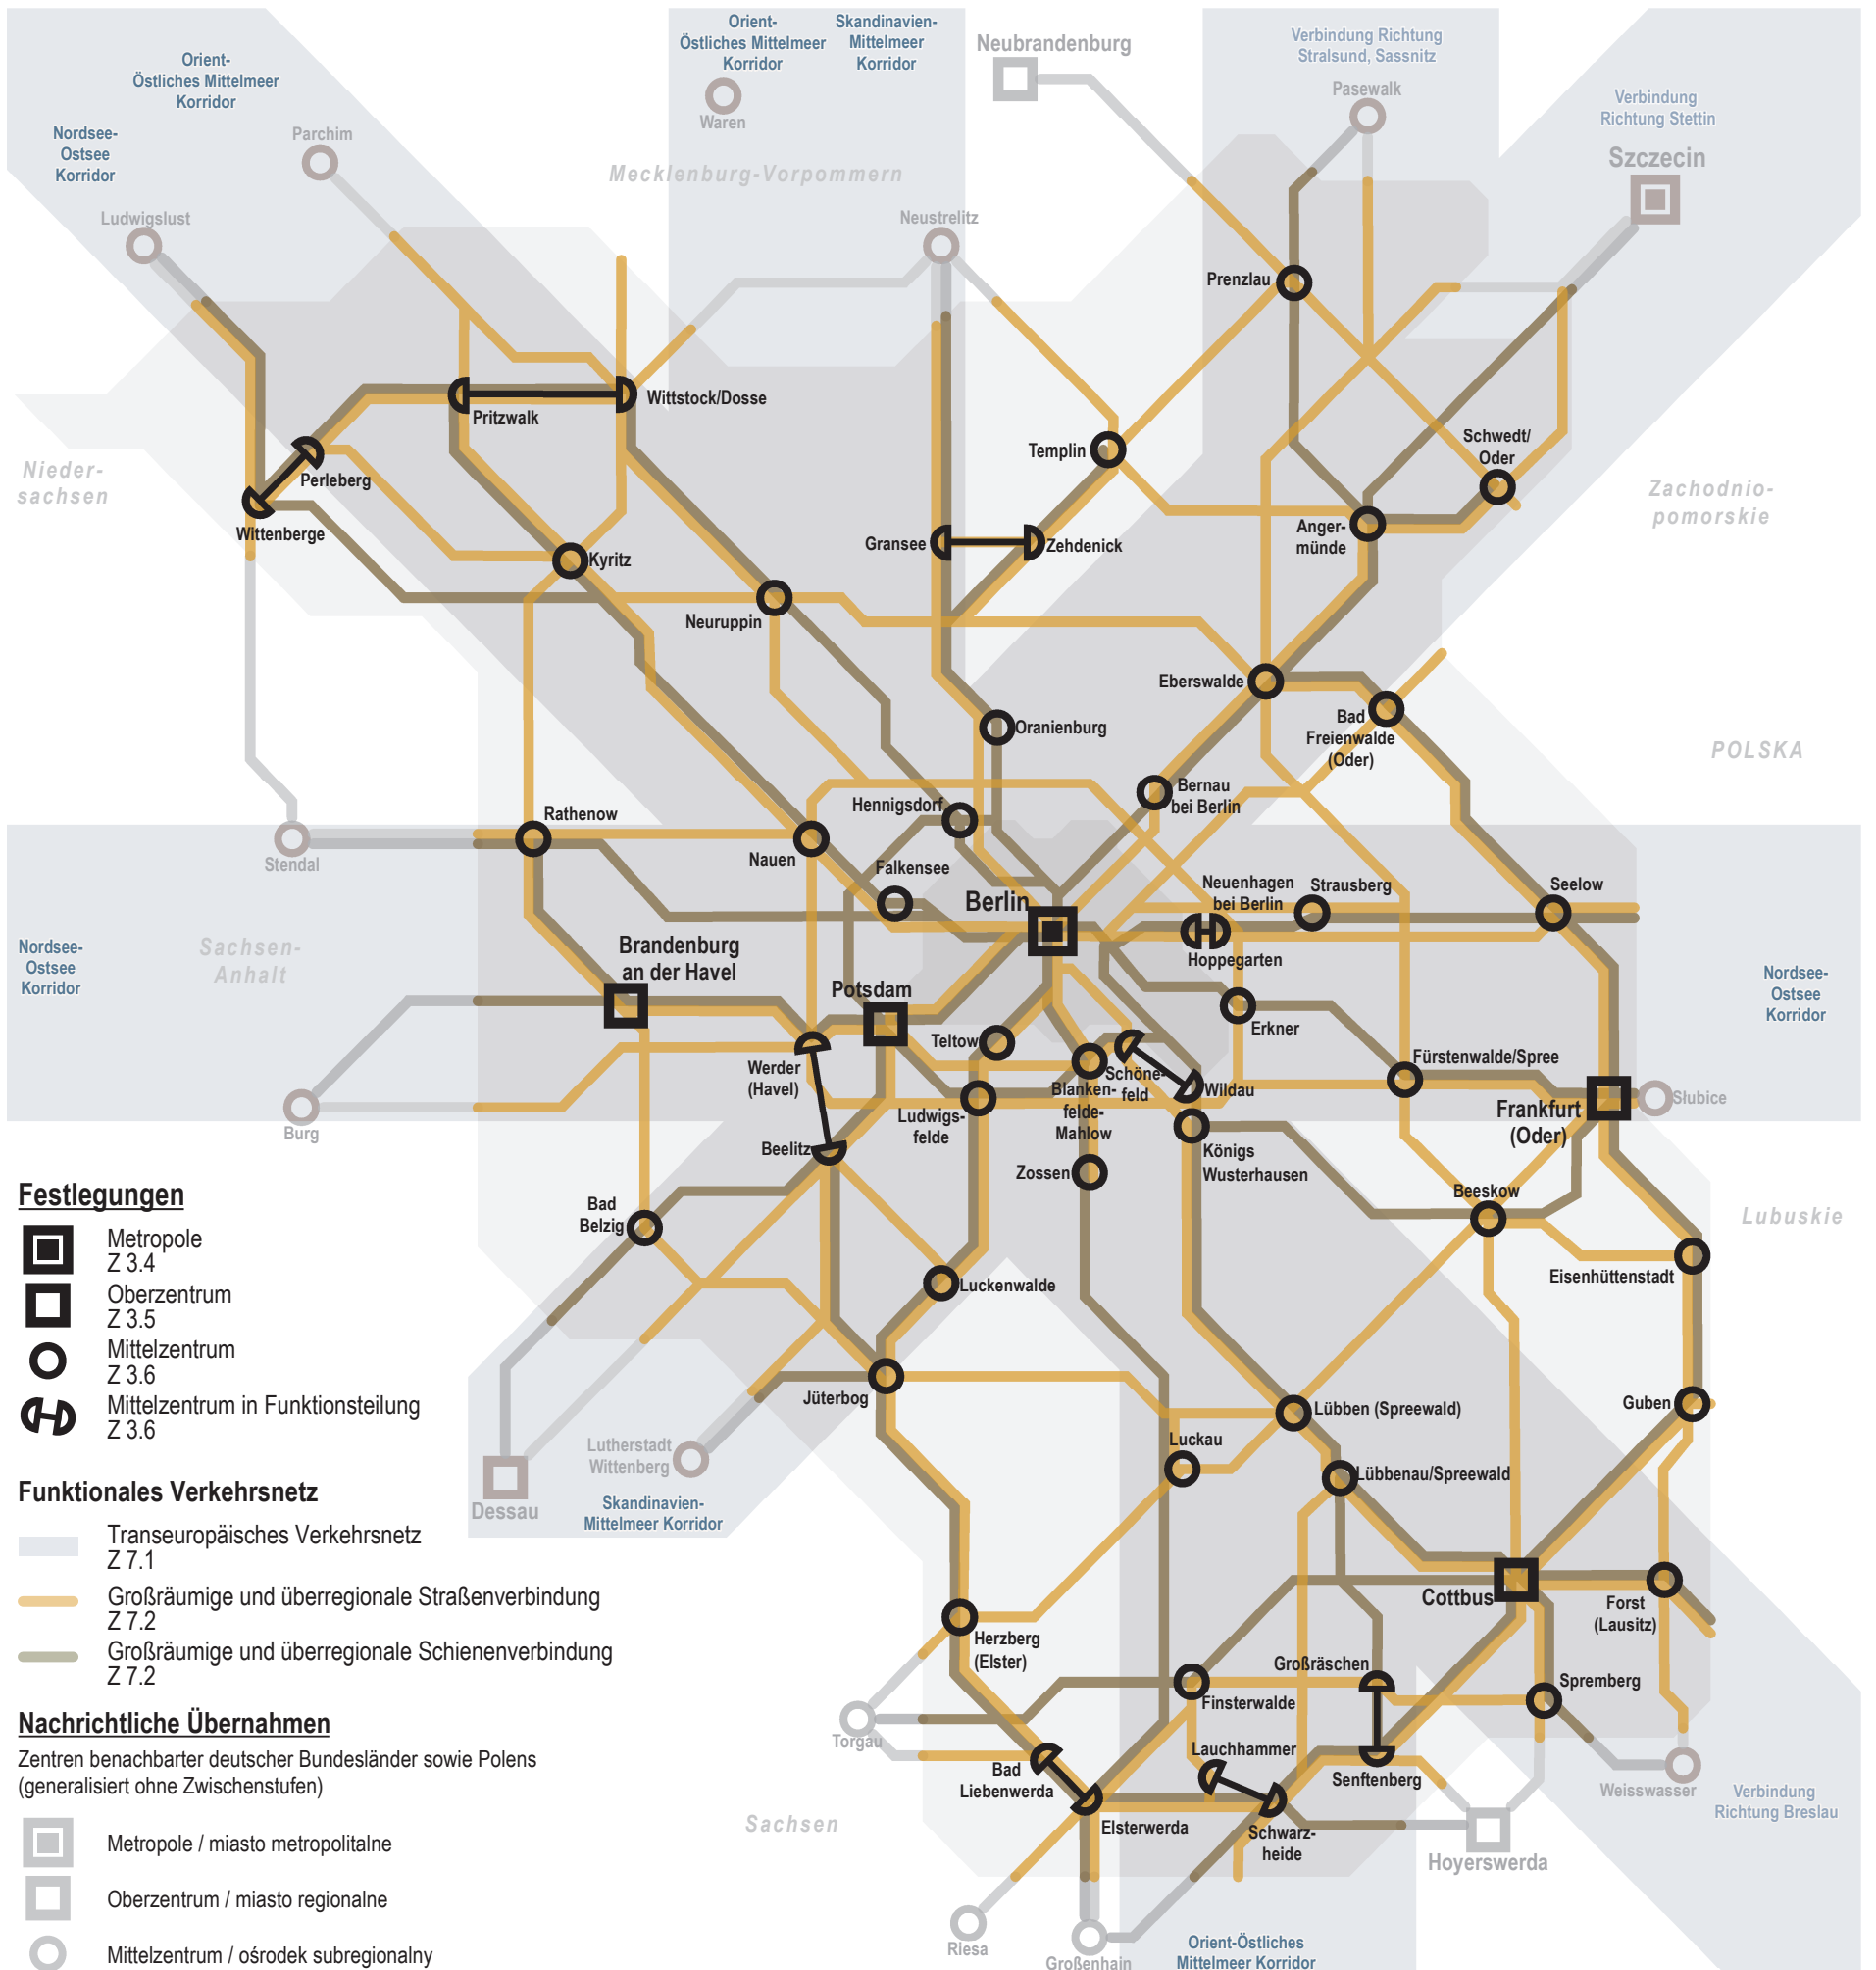 Orient-
Östliches Mittelmeer
Korridor
Skandinavien-
Mittelmeer
Korridor
Neubrandenburg
Verbindung Richtung
Stralsund, Sassnitz
Orient-
Östliches Mittelmeer
Korridor
Waren
Pasewalk
Verbindung
Richtung Stettin
Nordsee-
Ostsee
Korridor
Parchim
Mecklenburg-Vorpommern
Szczecin
Ludwigslust
Neustrelitz
Prenzlau
Pritzwalk
Wittstock/Dosse
Templin
Schwedt/
Oder
Nieder-
sachsen
Perleberg
Zachodnio-
pomorskie
Wittenberge
Gransee
Zehdenick
Anger-
münde
Kyritz
Neuruppin
Eberswalde
Bad
Freienwalde
(Oder)
Oranienburg
POLSKA
Bernau
bei Berlin
Hennigsdorf
Rathenow
Stendal
Nauen
Falkensee
Berlin
Neuenhagen
bei Berlin
Strausberg
Seelow
Nordsee-
Ostsee
Korridor
Sachsen-
Anhalt
Brandenburg
an der Havel
Hoppegarten
Nordsee-
Ostsee
Korridor
Potsdam
Erkner
Teltow
Werder
(Havel)
Schöne-
feld
Wildau
Fürstenwalde/Spree
Blanken-
felde-
Mahlow
Ludwigs-
felde
Frankfurt
(Oder)
Słubice
Burg
Beelitz
Königs
Wusterhausen
Zossen
Beeskow
Bad
Belzig
Lubuskie
Eisenhüttenstadt
Luckenwalde
Jüterbog
Lübben (Spreewald)
Guben
Luckau
Lutherstadt
Wittenberg
Lübbenau/Spreewald
Dessau
Skandinavien-
Mittelmeer Korridor
Cottbus
Forst
(Lausitz)
Herzberg
(Elster)
Großräschen
Finsterwalde
Spremberg
Torgau
Lauchhammer
Bad
Liebenwerda
Senftenberg
Weisswasser
Verbindung
Richtung Breslau
Sachsen
Elsterwerda
Schwarz-
heide
Hoyerswerda
Riesa
Großenhain
Orient-Östliches
Mittelmeer Korridor
Festlegungen
Metropole
Z 3.4
Oberzentrum
Z 3.5
Mittelzentrum
Z 3.6
Mittelzentrum in Funktionsteilung
Z 3.6
Funktionales Verkehrsnetz
Transeuropäisches Verkehrsnetz
Z 7.1
Großräumige und überregionale Straßenverbindung
Z 7.2
Großräumige und überregionale Schienenverbindung
Z 7.2
Nachrichtliche Übernahmen
Zentren benachbarter deutscher Bundesländer sowie Polens
(generalisiert ohne Zwischenstufen)
Metropole / miasto metropolitalne
Oberzentrum / miasto regionalne
Mittelzentrum / ośrodek subregionalny